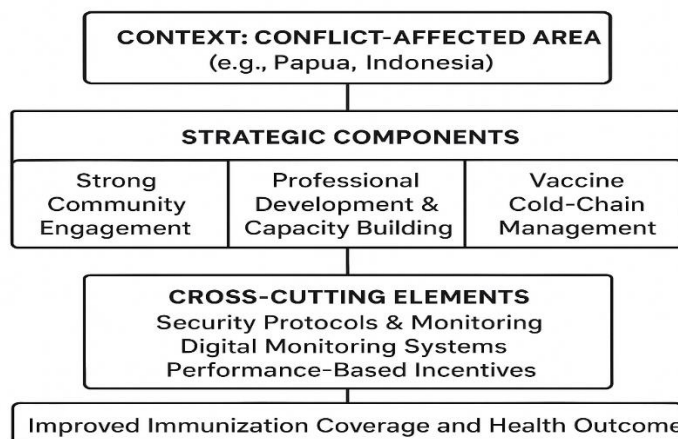 CONTEXT: CONFLICT-AFFECTED AREA
(e.g., Papua, Indonesia)
STRATEGIC COMPONENTS
Strong
Community
Engagement
Professional
Development &
Capacity Building
Vaccine
Cold-Chain
Management
CROSS-CUTTING ELEMENTS
Security Protocols & Monitoring
Digital Monitoring Systems
Performance-Based Incentives
Improved Immunization Coverage and Health Outcome